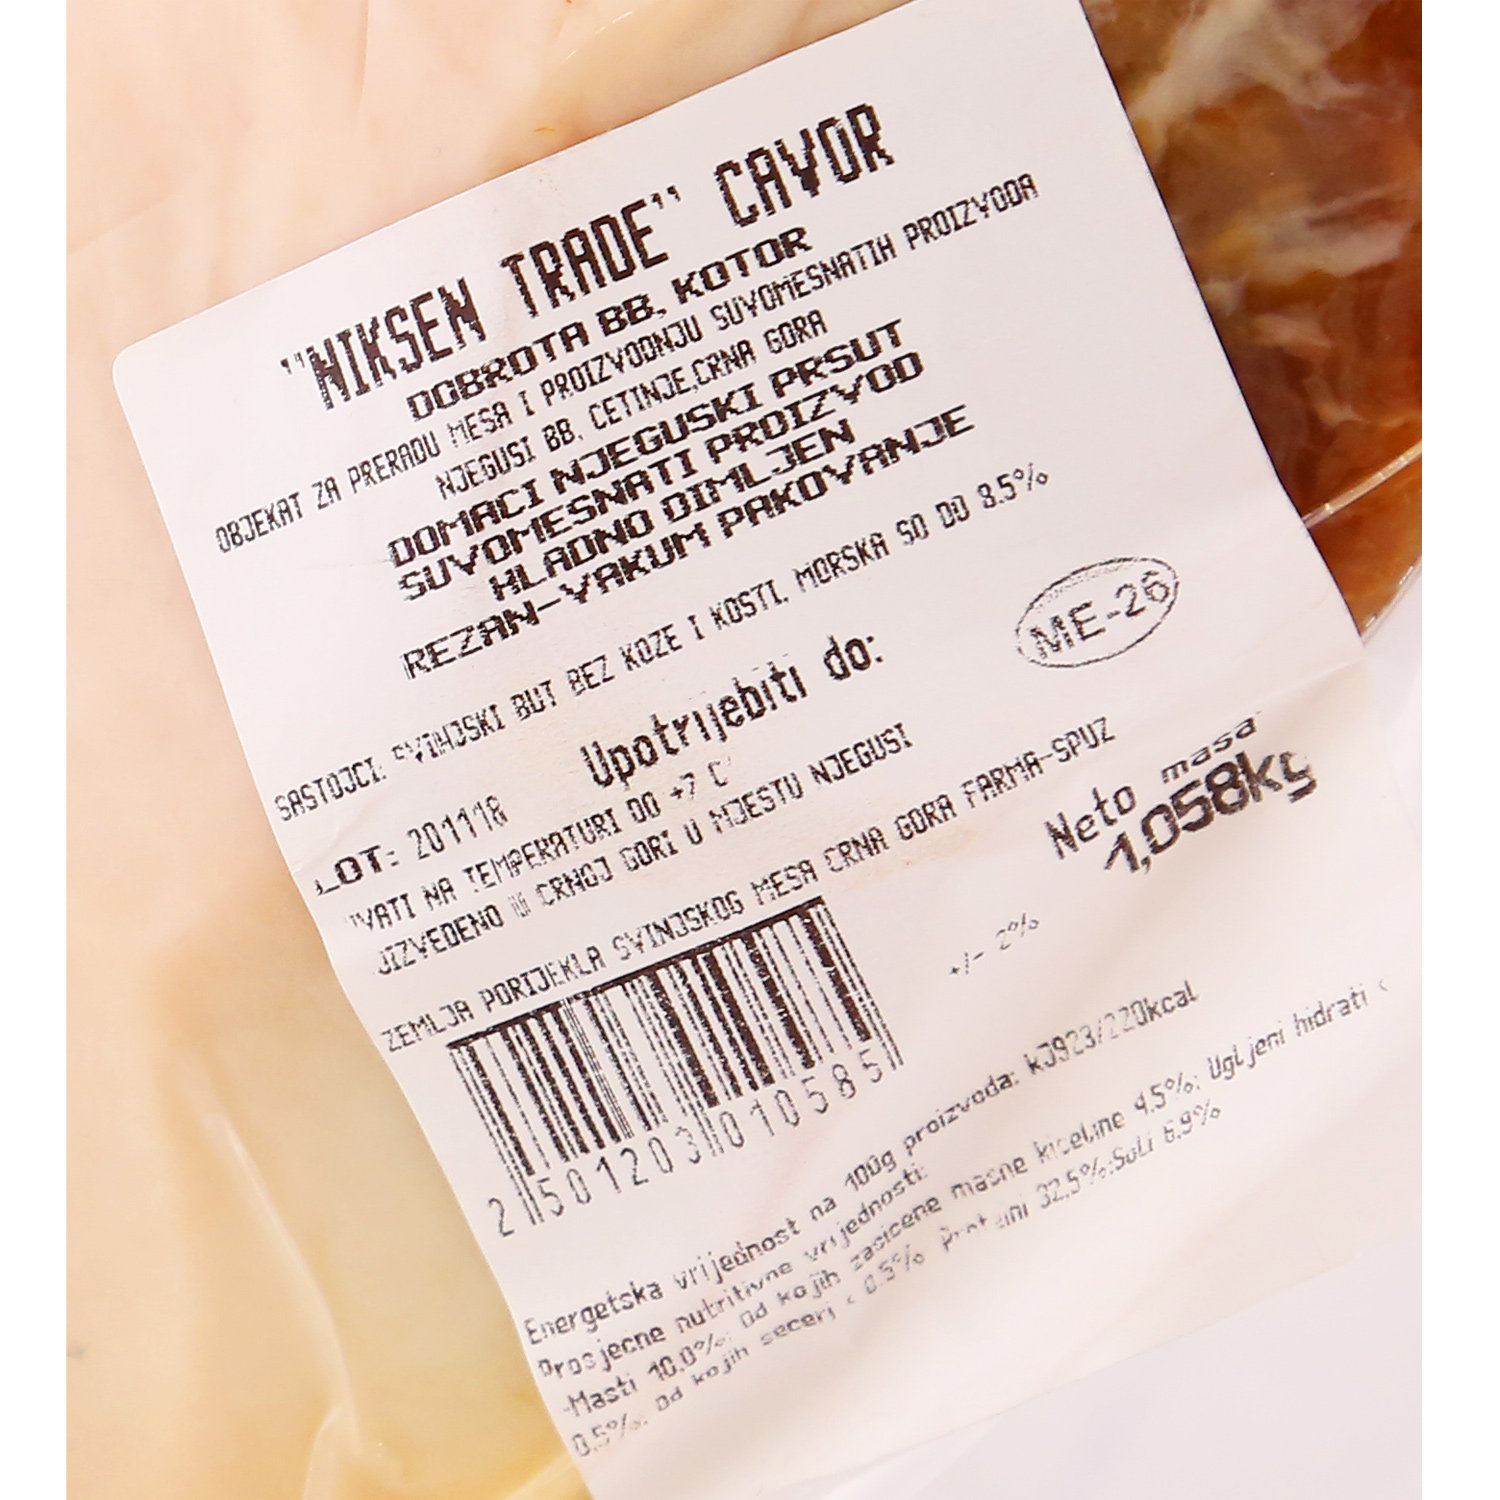 "NIKSEN TRADE" CAVOR
DOBROTA BB, KOTOR
OBJEKAT ZA PRERADU MESA I PROIZVODNJU SUVOMESNATIH PROIZVODA
NJEGUSI BB, CETINJE,CRNA GORA
DOMACI NJEGUSKI PRSUT
SUVOMESNATI PROIZVOD
HLADNO DIMLJEN
REZAN-VAKUM PAKOVANJE
SASTOJCI: SVINJSKI BUT BEZ KOZE I KOSTI, MORSKA SO DO 8.5%
ME-26
Upotrijebiti do:
LOT: 201118
NA TEMPERATURI DO +7 C
U CRNOJ GORI U MJESTU NJEGUSI
ZEMLJA PORIJEKLA SVINJSKOG MESA CRNA GORA FARMA-SPUZ
Neto masa
1,058kg
+/- 2%
2 501203 010585
Energetska vrijednost na 100g proizvoda: kJ923/220kcal
Prosjecne nutritivne vrijednosti:
-Masti 10,0%: Od kojih zasicene masne kiseline 4.5%: Ugljeni hidrati <
0,5%: Od kojih seceri < 0.5% Proteini 32,5%:Soli 6.9%